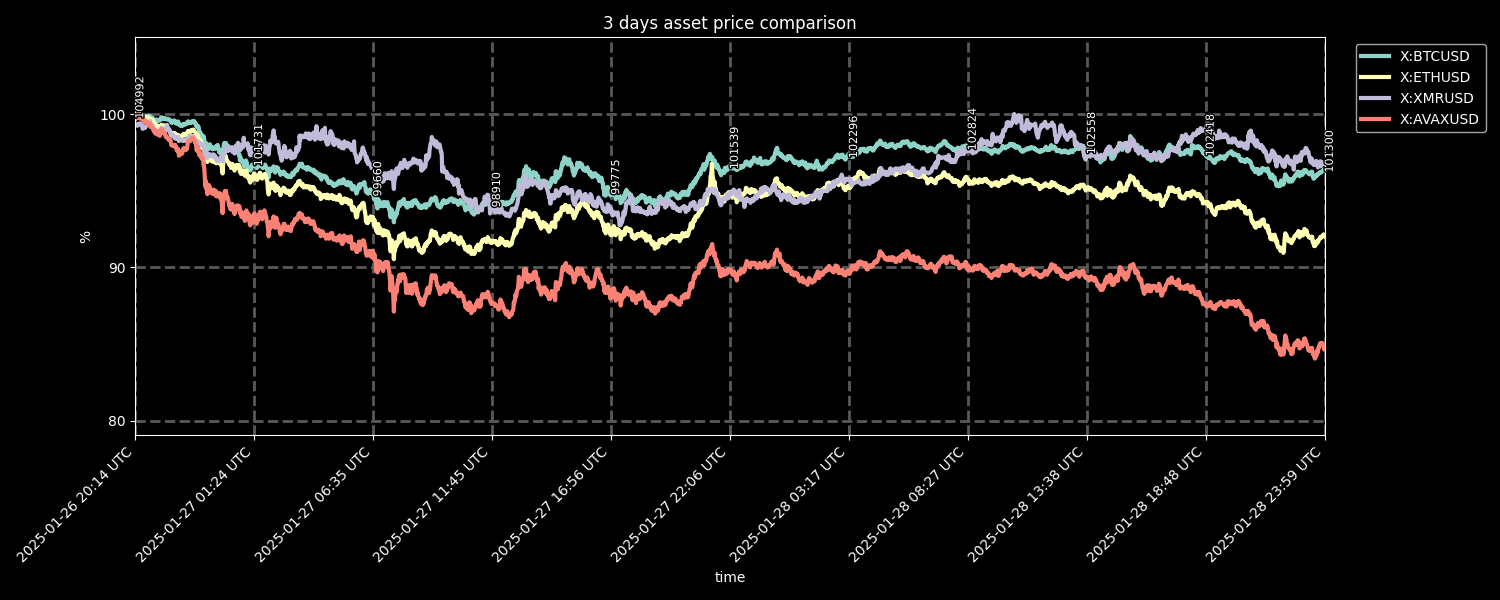 3 days asset price comparison
X:BTCUSD
X:ETHUSD
X:XMRUSD
X:AVAXUSD
100
90
80
%
104992
101731
99660
98910
99775
101539
102296
102824
102558
102418
101300
2025-01-26 20:14 UTC
2025-01-27 01:24 UTC
2025-01-27 06:35 UTC
2025-01-27 11:45 UTC
2025-01-27 16:56 UTC
2025-01-27 22:06 UTC
2025-01-28 03:17 UTC
2025-01-28 08:27 UTC
2025-01-28 13:38 UTC
2025-01-28 18:48 UTC
2025-01-28 23:59 UTC
time